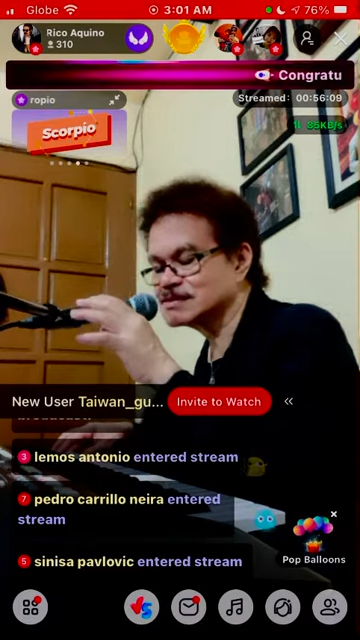 Globe
3:01 AM
76%
Rico Aquino
310
Congratu
ropio
Streamed: 00:56:09
Scorpio
New User Taiwan_gu...
Invite to Watch
«
3 lemos antonio entered stream
7 pedro carrillo neira entered
stream
5 sinisa pavlovic entered stream
Pop Balloons
VS